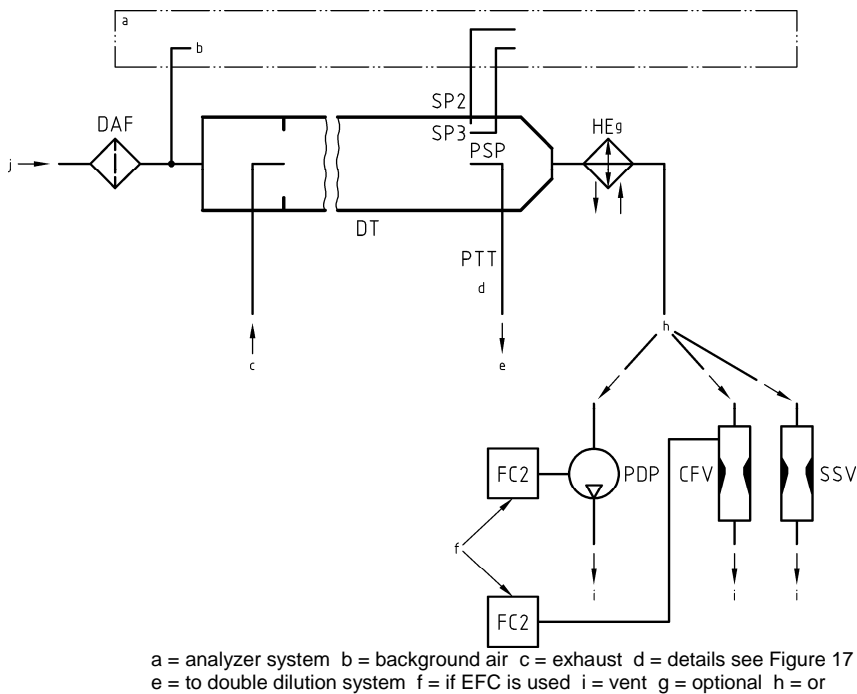 a
b
SP2
DAF
SP3
HEg
PSP
j
DT
PTT
d
h
c
e
FC2
PDP
CFV
SSV
f
i
i
i
FC2
a = analyzer system b = background air c = exhaust d = details see Figure 17
e = to double dilution system f = if EFC is used i = vent g = optional h = or